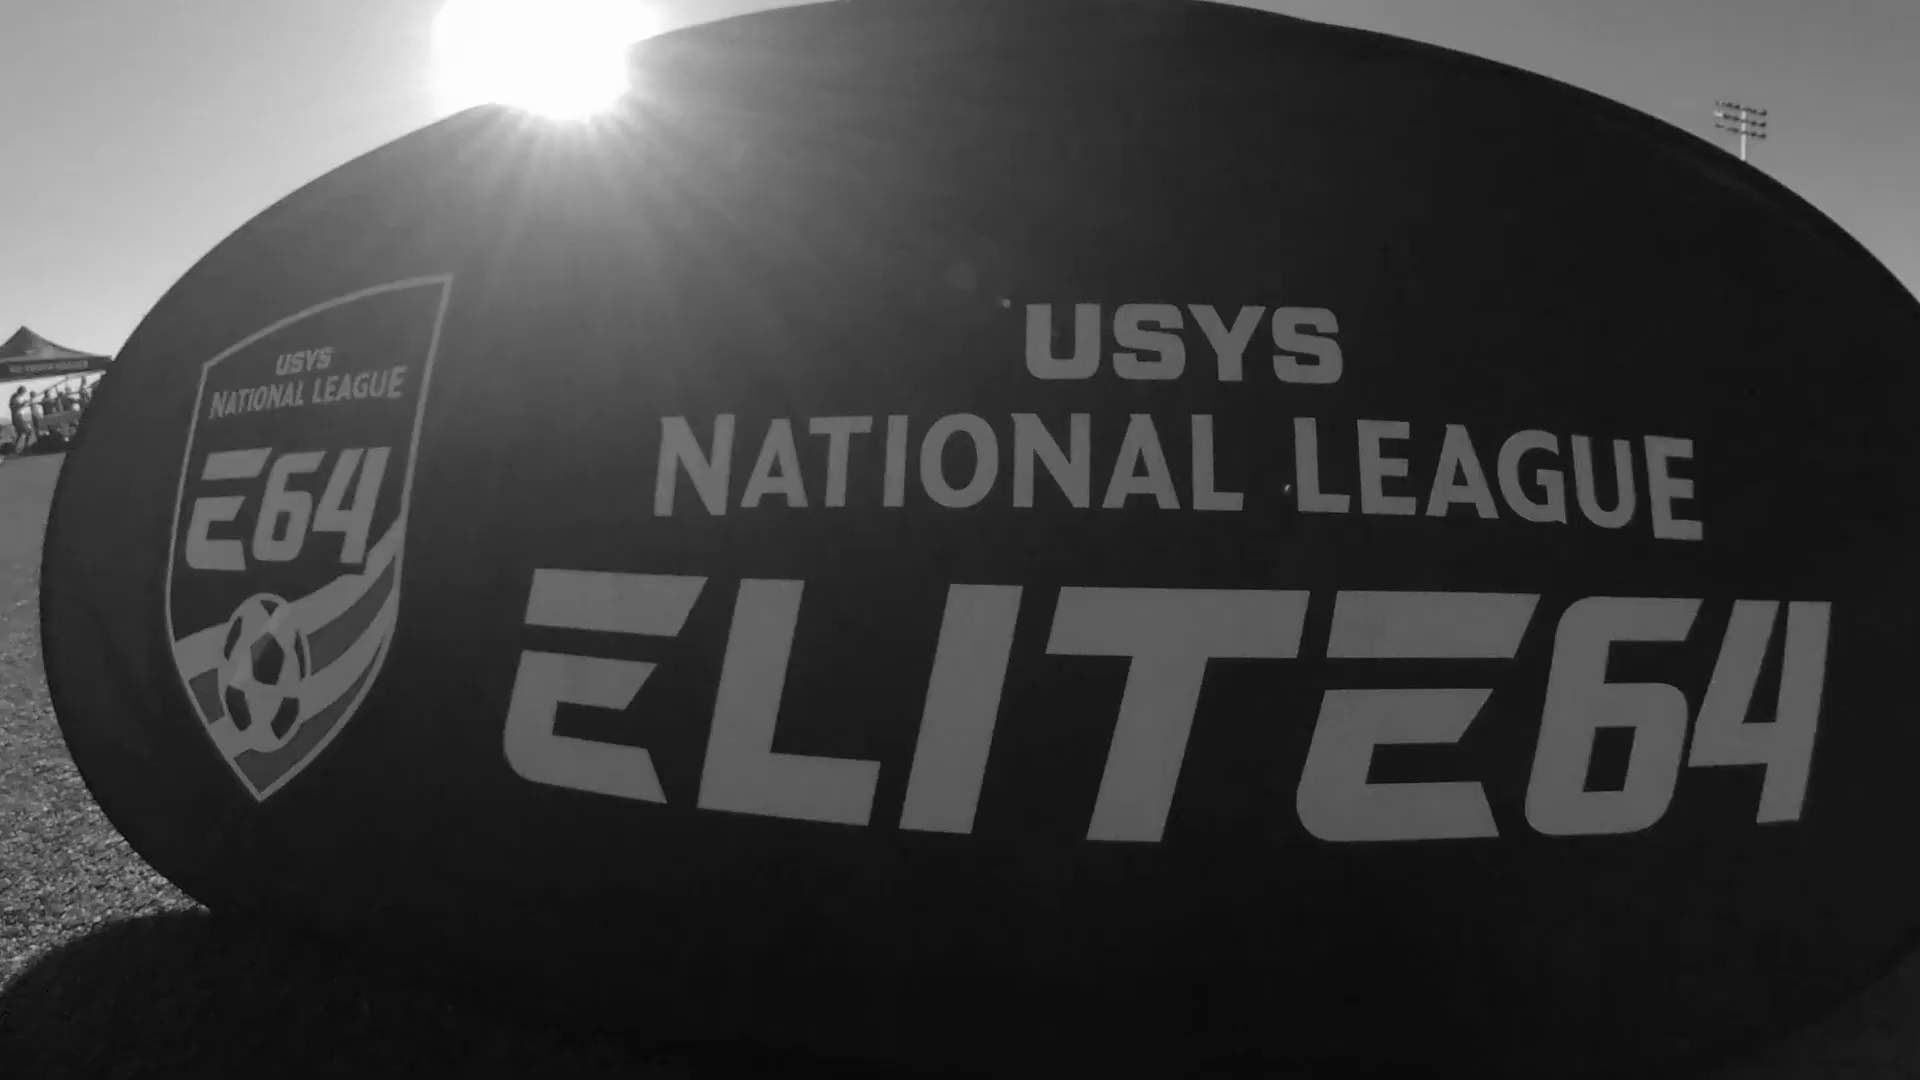 USYS
NATIONAL LEAGUE
E64
USYS
NATIONAL LEAGUE
ELITE64